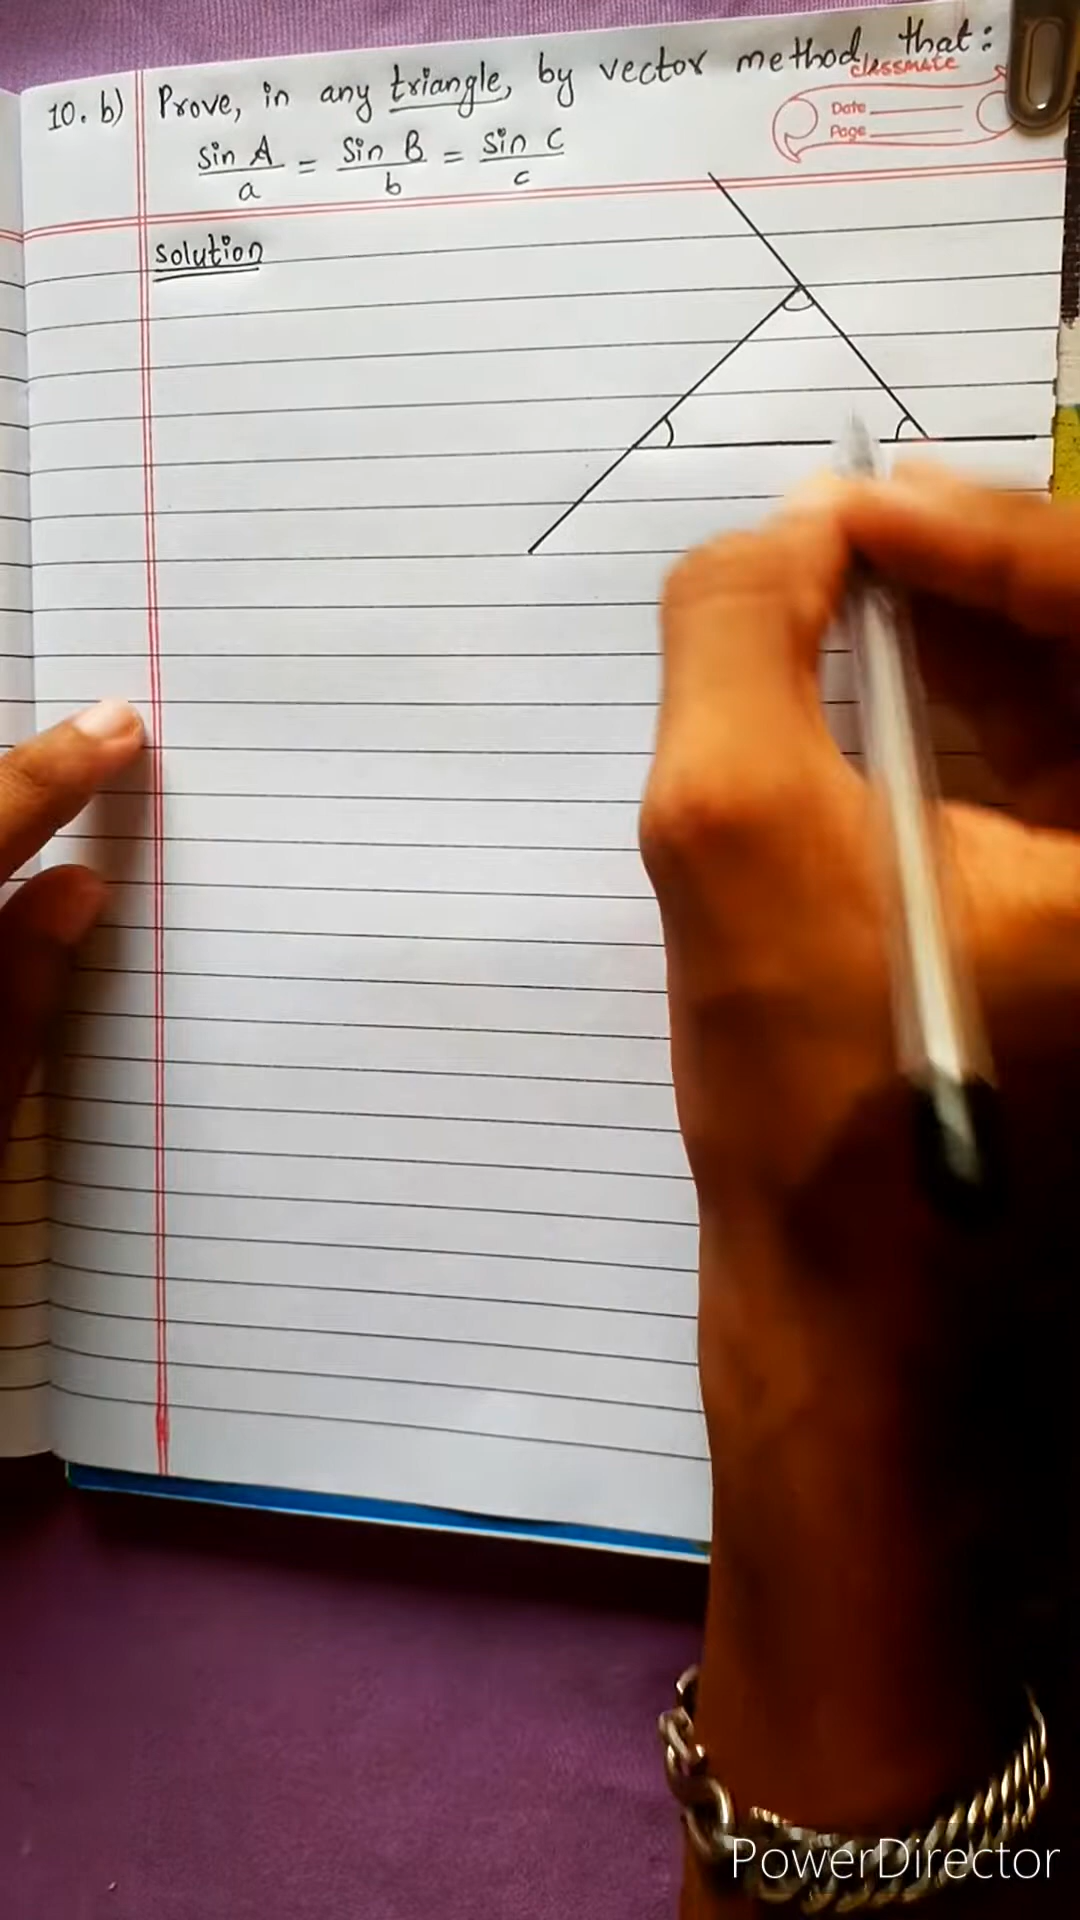 10. b) Prove, in any triangle, by vector method, that:
classmate
Date
Page
sin A/a = sin B/b = sin C/c
Solution
PowerDirector